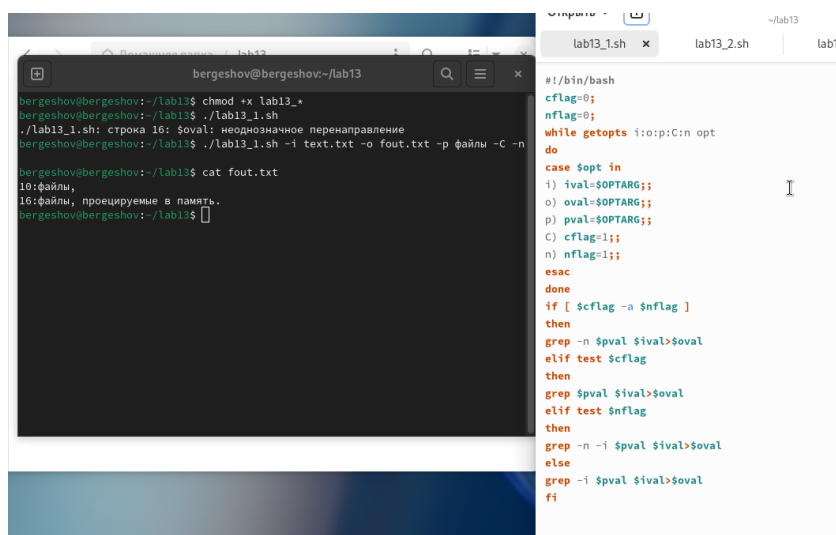 Открыть
~/lab13
Домашняя папка / lab13
lab13_1.sh ×
lab13_2.sh
lab1
bergeshov@bergeshov:~/lab13
bergeshov@bergeshov:~/lab13$ chmod +x lab13_*
bergeshov@bergeshov:~/lab13$ ./lab13_1.sh
./lab13_1.sh: строка 16: $oval: неоднозначное перенаправление
bergeshov@bergeshov:~/lab13$ ./lab13_1.sh -i text.txt -o fout.txt -p файлы -C -n
bergeshov@bergeshov:~/lab13$ cat fout.txt
10:файлы,
16:файлы, проецируемые в память.
bergeshov@bergeshov:~/lab13$
#!/bin/bash
cflag=0;
nflag=0;
while getopts i:o:p:C:n opt
do
case $opt in
i) ival=$OPTARG;;
o) oval=$OPTARG;;
p) pval=$OPTARG;;
C) cflag=1;;
n) nflag=1;;
esac
done
if [ $cflag -a $nflag ]
then
grep -n $pval $ival>$oval
elif test $cflag
then
grep $pval $ival>$oval
elif test $nflag
then
grep -n -i $pval $ival>$oval
else
grep -i $pval $ival>$oval
fi